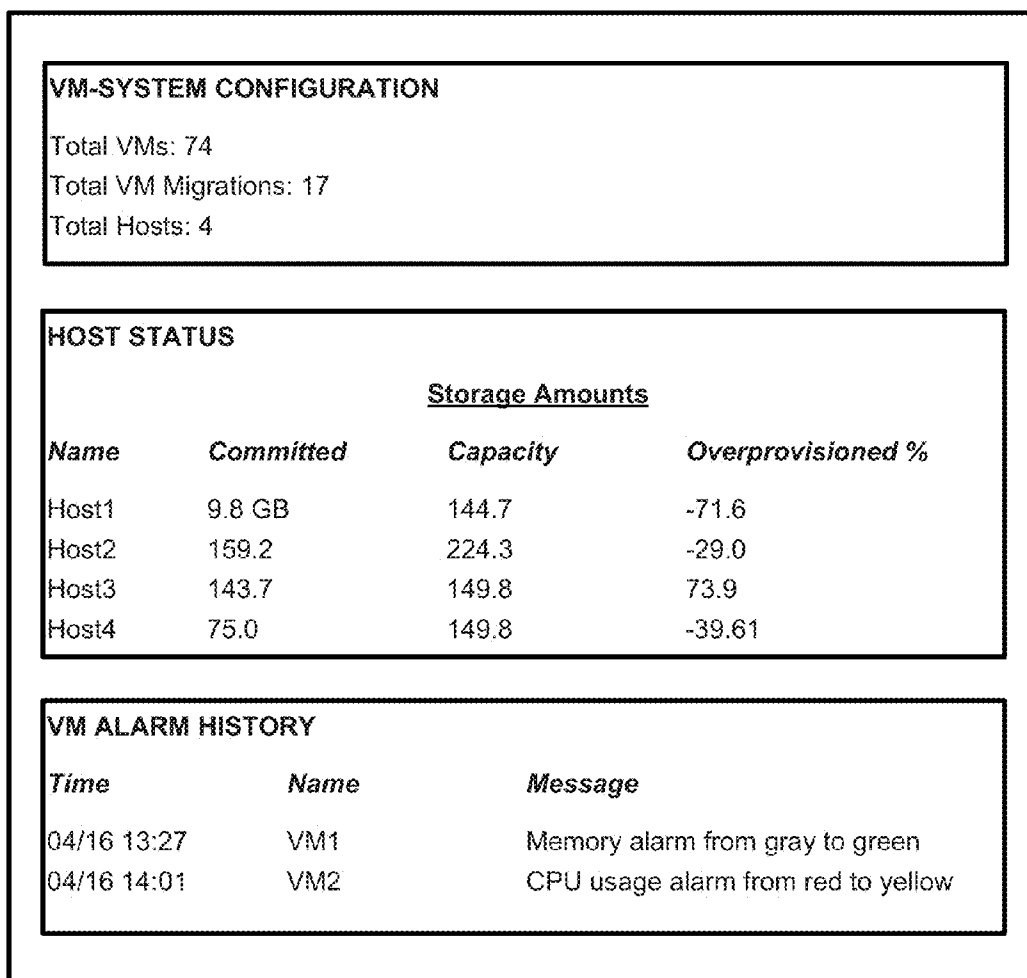 VM-SYSTEM CONFIGURATION
Total VMs: 74
Total VM Migrations: 17
Total Hosts: 4
HOST STATUS
Storage Amounts
Name Committed Capacity Overprovisioned %
Host1 9.8 GB 144.7 -71.6
Host2 159.2 224.3 -29.0
Host3 143.7 149.8 73.9
Host4 75.0 149.8 -39.61
VM ALARM HISTORY
Time Name Message
04/16 13:27 VM1 Memory alarm from gray to green
04/16 14:01 VM2 CPU usage alarm from red to yellow